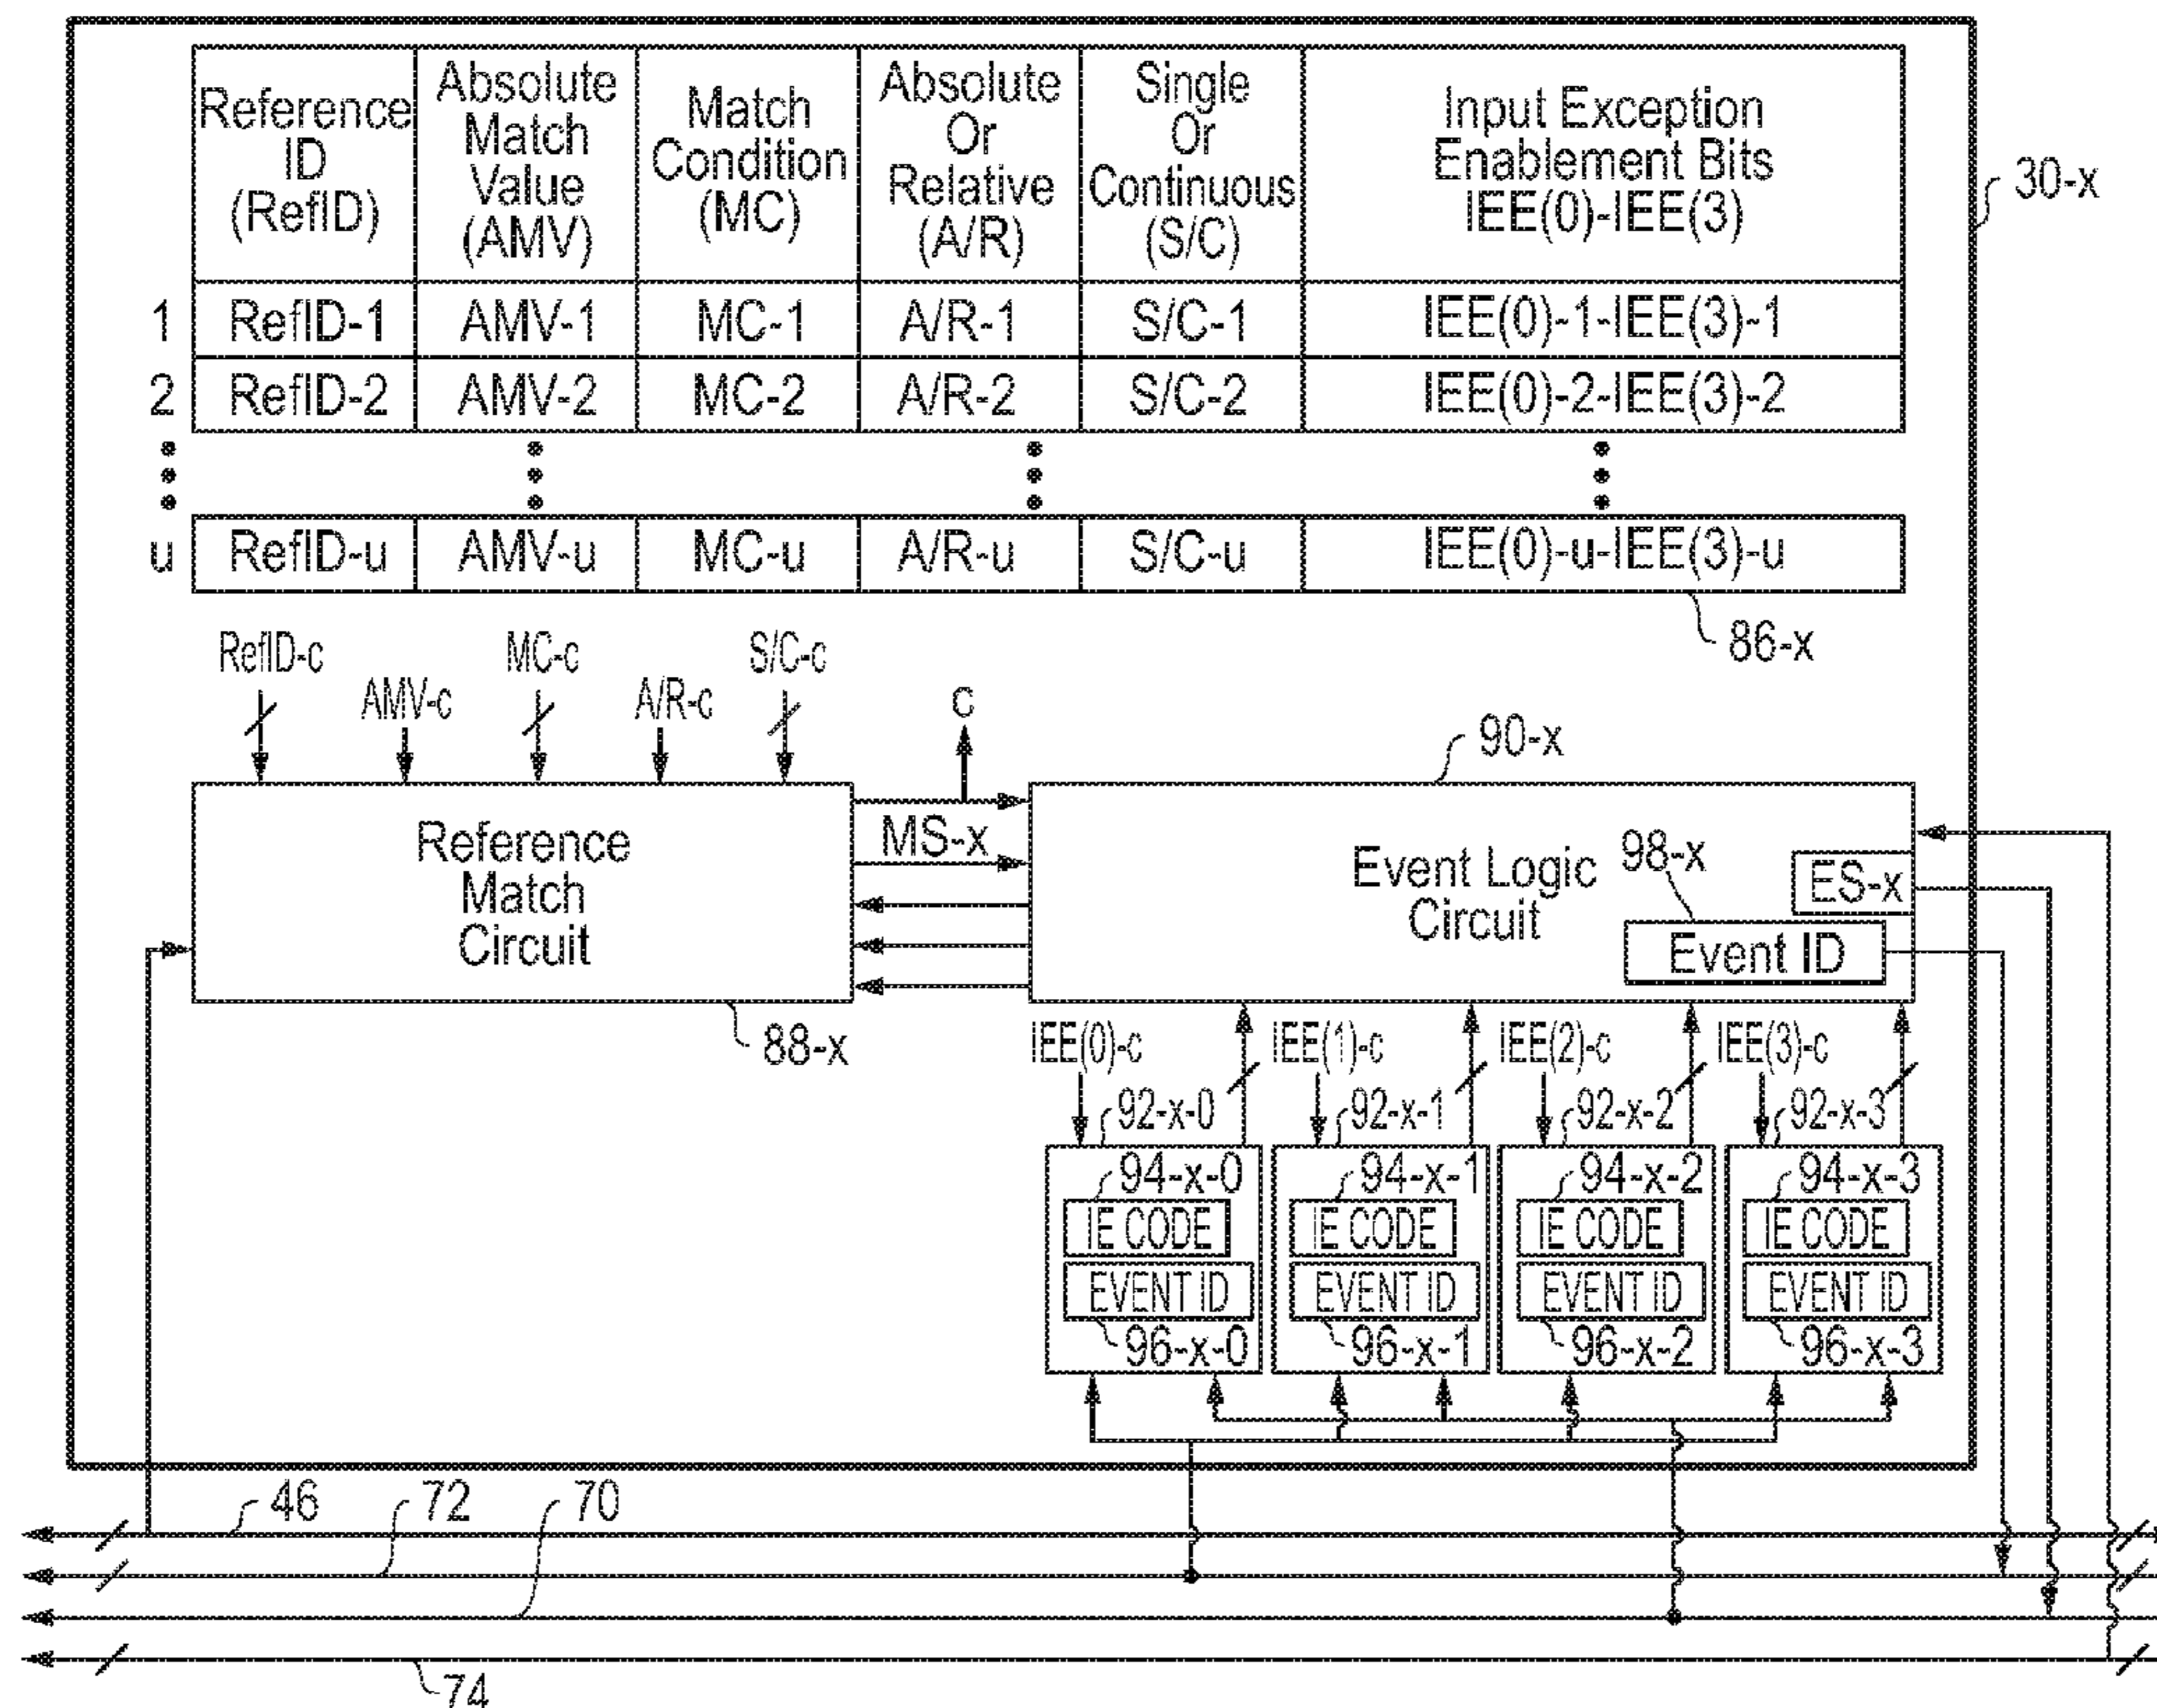 Reference ID (RefID)
Absolute Match Value (AMV)
Match Condition (MC)
Absolute Or Relative (A/R)
Single Or Continuous (S/C)
Input Exception Enablement Bits IEE(0)-IEE(3)
30-x
1 RefID-1 AMV-1 MC-1 A/R-1 S/C-1 IEE(0)-1-IEE(3)-1
2 RefID-2 AMV-2 MC-2 A/R-2 S/C-2 IEE(0)-2-IEE(3)-2
u RefID-u AMV-u MC-u A/R-u S/C-u IEE(0)-u-IEE(3)-u
86-x
RefID-c
AMV-c
MC-c
A/R-c
S/C-c
c
90-x
Reference
Match
Circuit
88-x
MS-x
Event Logic
Circuit
98-x
ES-x
Event ID
IEE(0)-c IEE(1)-c IEE(2)-c IEE(3)-c
92-x-0 92-x-1 92-x-2 92-x-3
94-x-0 94-x-1 94-x-2 94-x-3
IE CODE IE CODE IE CODE IE CODE
EVENT ID EVENT ID EVENT ID EVENT ID
96-x-0 96-x-1 96-x-2 96-x-3
46
72
70
74